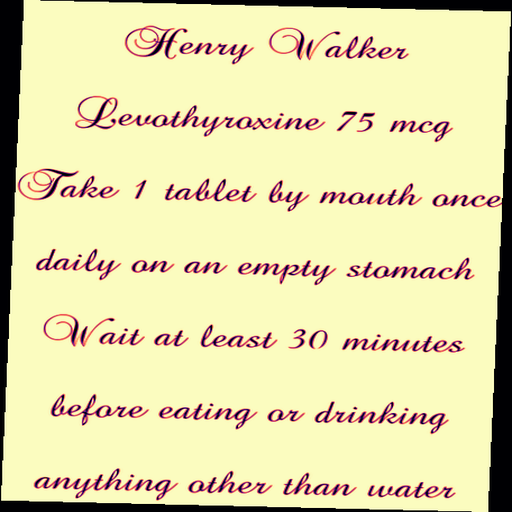 Henry Walker
Levothyroxine 75 mcg
Take 1 tablet by mouth once
daily on an empty stomach
Wait at least 30 minutes
before eating or drinking
anything other than water